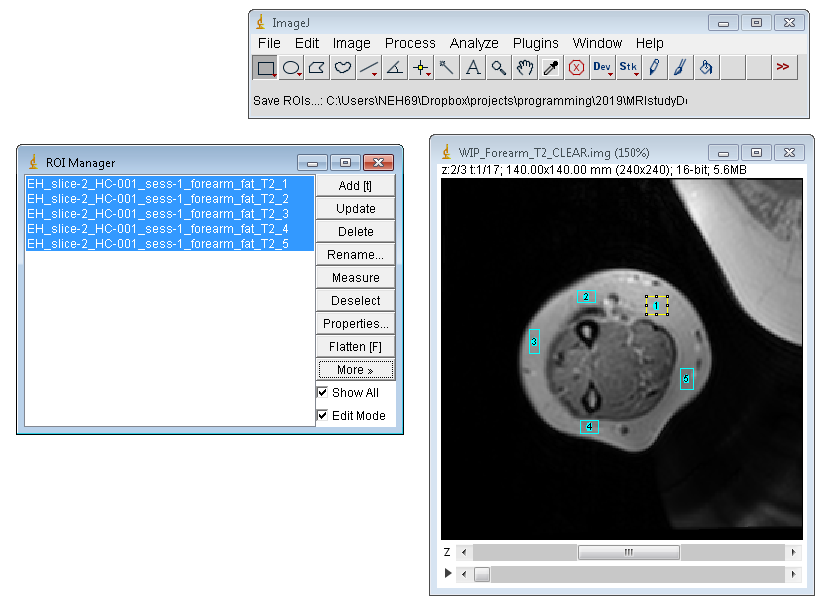 ImageJ
File Edit Image Process Analyze Plugins Window Help
A Dev Stk >>
Save ROIs...: C:\Users\NEH69\Dropbox\projects\programming\2019\MRIstudyD
ROI Manager
EH_slice-2_HC-001_sess-1_forearm_fat_T2_1
EH_slice-2_HC-001_sess-1_forearm_fat_T2_2
EH_slice-2_HC-001_sess-1_forearm_fat_T2_3
EH_slice-2_HC-001_sess-1_forearm_fat_T2_4
EH_slice-2_HC-001_sess-1_forearm_fat_T2_5
Add [t]
Update
Delete
Rename...
Measure
Deselect
Properties...
Flatten [F]
More »
Show All
Edit Mode
WIP_Forearm_T2_CLEAR.img (150%)
z:2/3 t:1/17; 140.00x140.00 mm (240x240); 16-bit; 5.6MB
2
1
3
5
4
Z